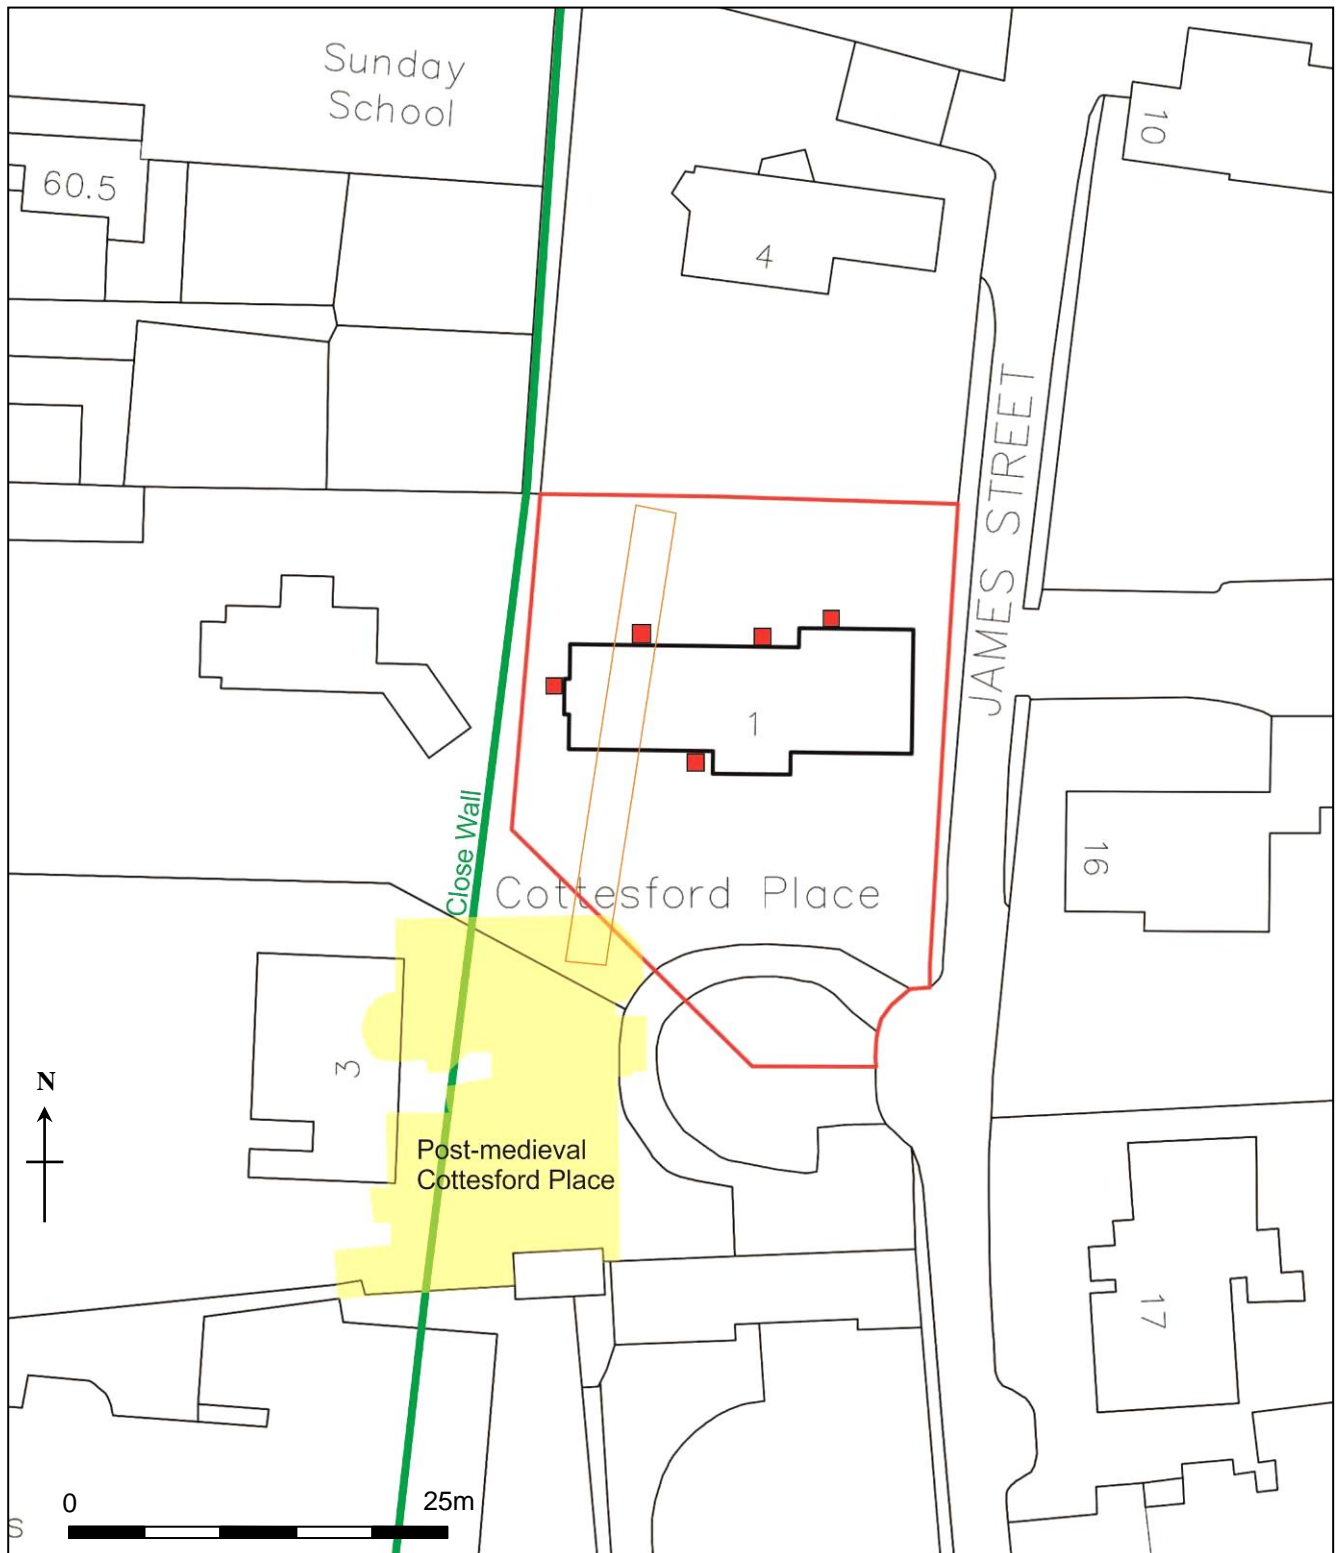 Sunday
School
10
60.5
4
JAMES STREET
1
16
Close Wall
Cottesford Place
3
N
Post-medieval
Cottesford Place
17
0
25m
s